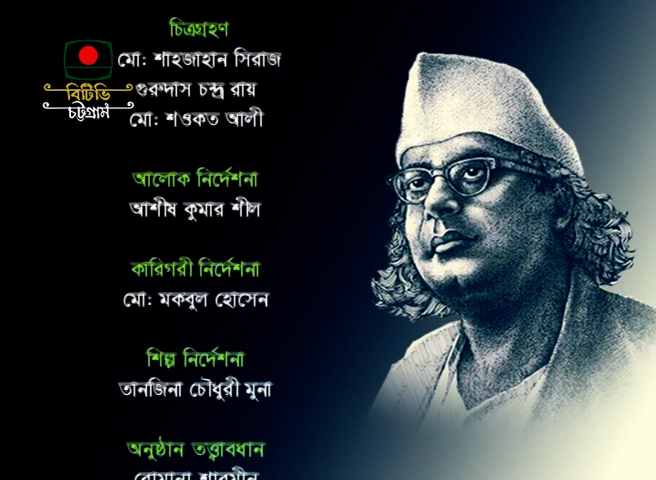 চিত্রগ্রহণ
মো: শাহজাহান সিরাজ
গুরুদাস চন্দ্র রায়
মো: শওকত আলী
বিটিভি
চট্টগ্রাম
আলোক নির্দেশনা
আশীষ কুমার শীল
কারিগরী নির্দেশনা
মো: মকবুল হোসেন
শিল্প নির্দেশনা
তানজিনা চৌধুরী মুনা
অনুষ্ঠান তত্ত্বাবধান